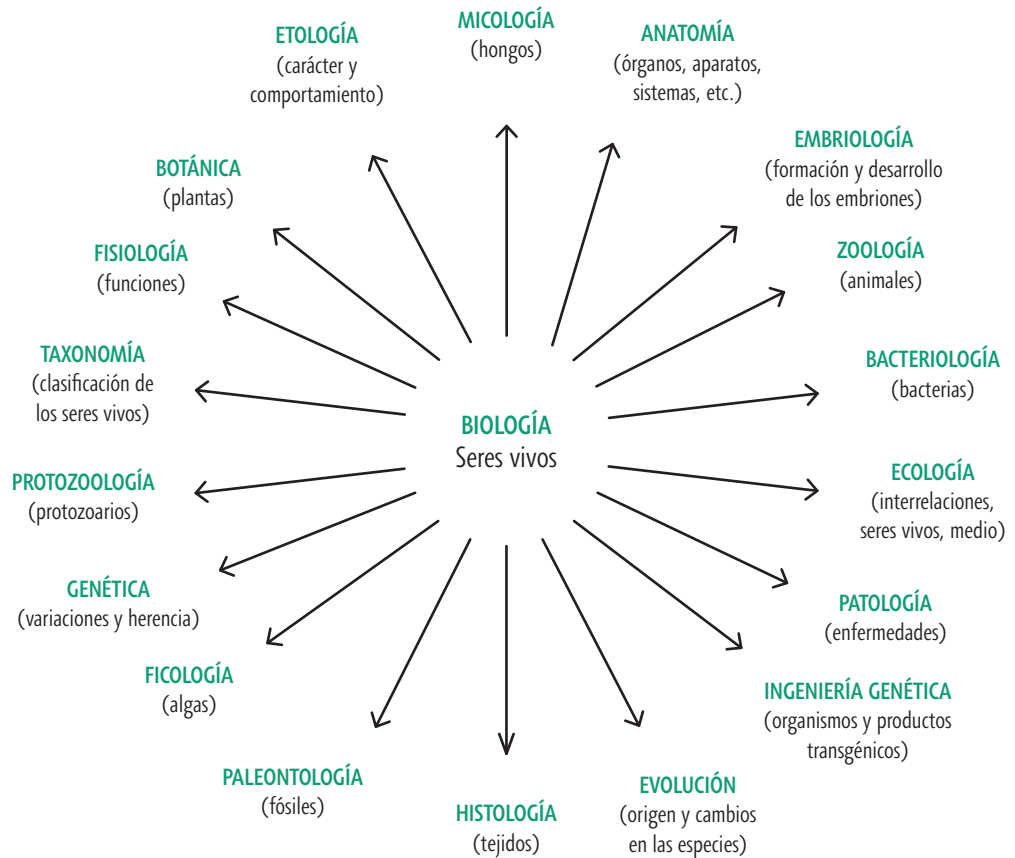 MICOLOGÍA
(hongos)
ANATOMÍA
(órganos, aparatos,
sistemas, etc.)
EMBRIOLOGÍA
(formación y desarrollo
de los embriones)
ZOOLOGÍA
(animales)
BACTERIOLOGÍA
(bacterias)
ECOLOGÍA
(interrelaciones,
seres vivos, medio)
PATOLOGÍA
(enfermedades)
INGENIERÍA GENÉTICA
(organismos y productos
transgénicos)
EVOLUCIÓN
(origen y cambios
en las especies)
HISTOLOGÍA
(tejidos)
PALEONTOLOGÍA
(fósiles)
FICOLOGÍA
(algas)
GENÉTICA
(variaciones y herencia)
PROTOZOOLOGÍA
(protozoarios)
TAXONOMÍA
(clasificación de
los seres vivos)
FISIOLOGÍA
(funciones)
BOTÁNICA
(plantas)
ETOLOGÍA
(carácter y
comportamiento)
BIOLOGÍA
Seres vivos